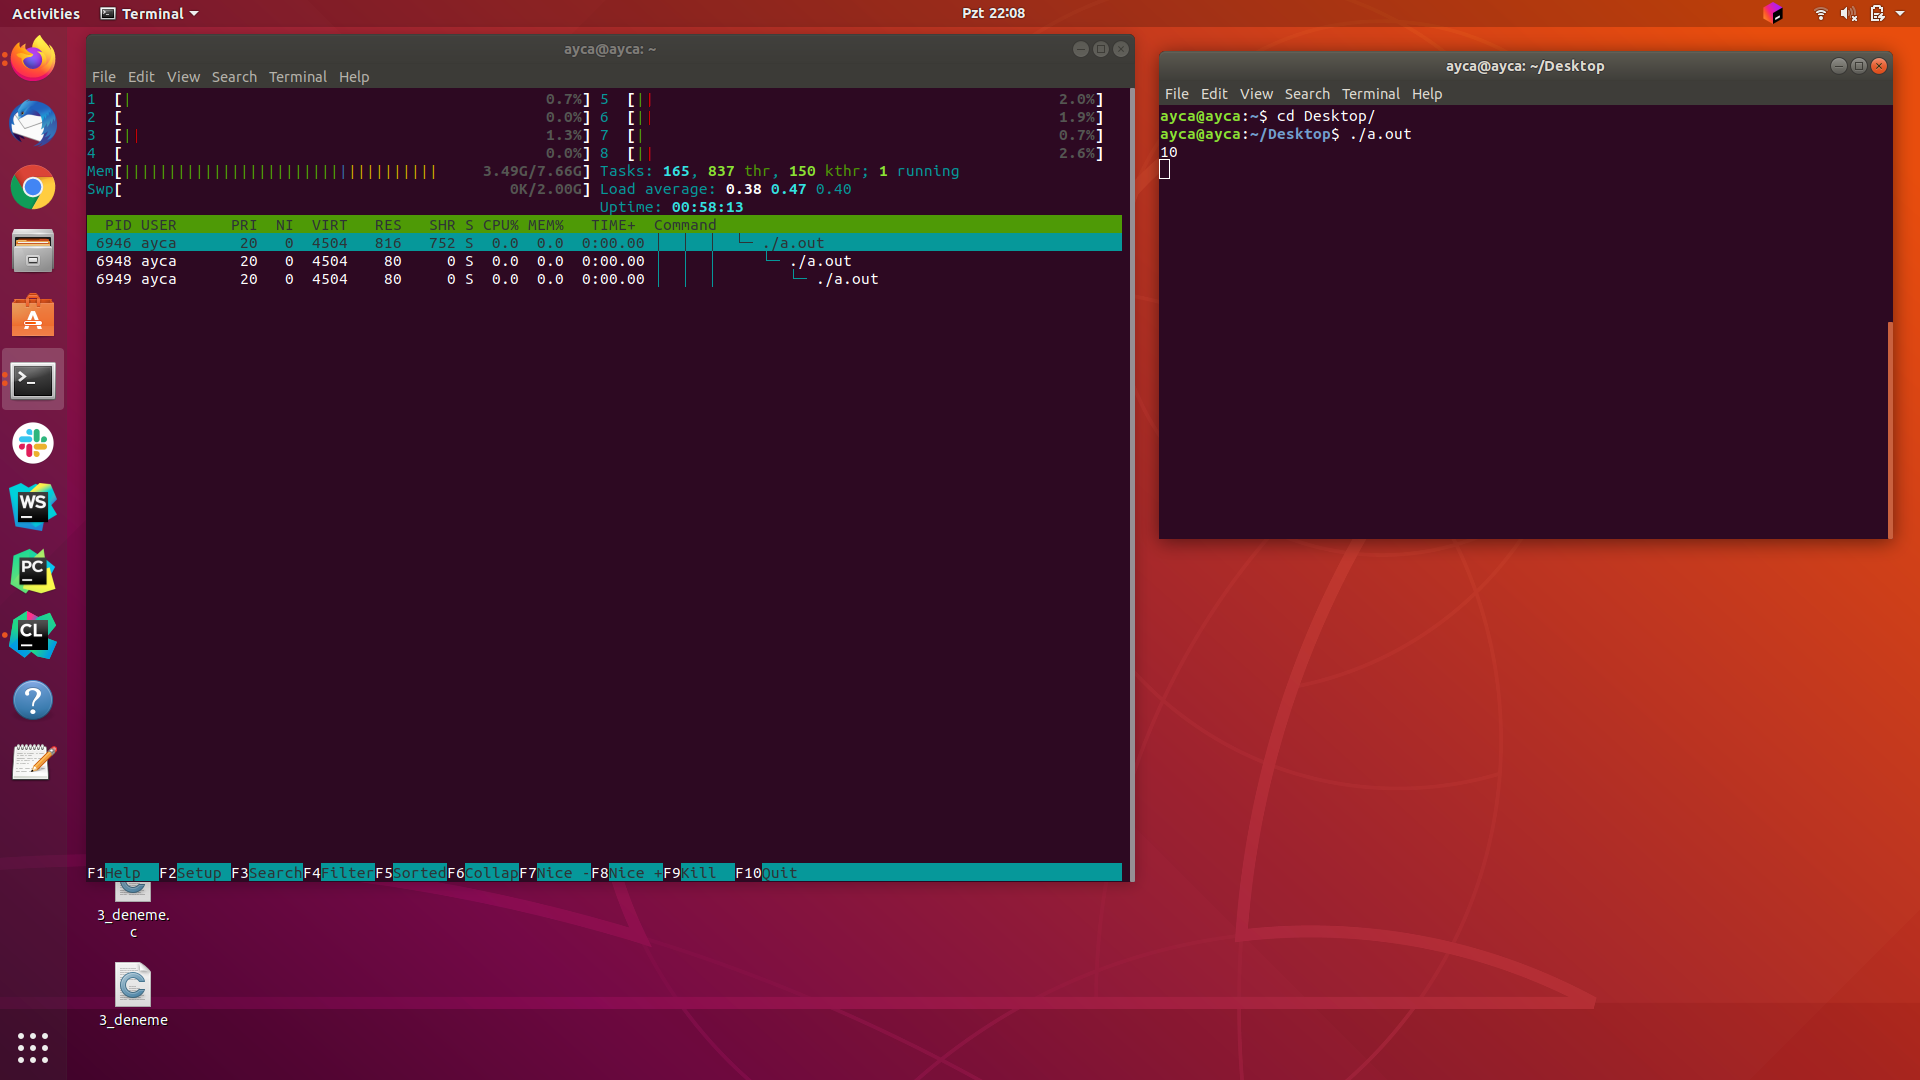 Activities Terminal Pzt 22:08
ayca@ayca: ~
File Edit View Search Terminal Help
1 [| 0.7%] 5 [|| 2.0%]
2 [ 0.0%] 6 [|| 1.9%]
3 [|| 1.3%] 7 [| 0.7%]
4 [ 0.0%] 8 [|| 2.6%]
Mem[||||||||||||||||||||||||||||||||||| 3.49G/7.66G] Tasks: 165, 837 thr, 150 kthr; 1 running
Swp[ 0K/2.00G] Load average: 0.38 0.47 0.40
Uptime: 00:58:13
PID USER PRI NI VIRT RES SHR S CPU% MEM% TIME+ Command
6946 ayca 20 0 4504 816 752 S 0.0 0.0 0:00.00 │ │ │ └─ ./a.out
6948 ayca 20 0 4504 80 0 S 0.0 0.0 0:00.00 │ │ │ └─ ./a.out
6949 ayca 20 0 4504 80 0 S 0.0 0.0 0:00.00 │ │ │ └─ ./a.out
F1Help F2Setup F3SearchF4FilterF5SortedF6CollapF7Nice -F8Nice +F9Kill F10Quit
ayca@ayca: ~/Desktop
File Edit View Search Terminal Help
ayca@ayca:~$ cd Desktop/
ayca@ayca:~/Desktop$ ./a.out
10
WS
PC
CL
3_deneme.
c
3_deneme